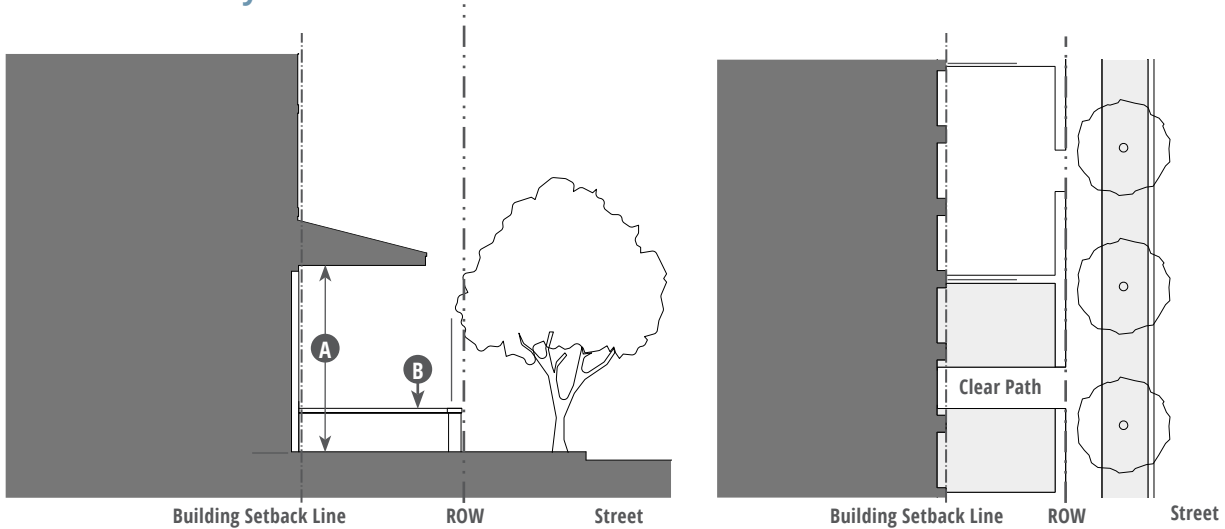 A
B
Building Setback Line
ROW
Street
Clear Path
Building Setback Line
ROW
Street